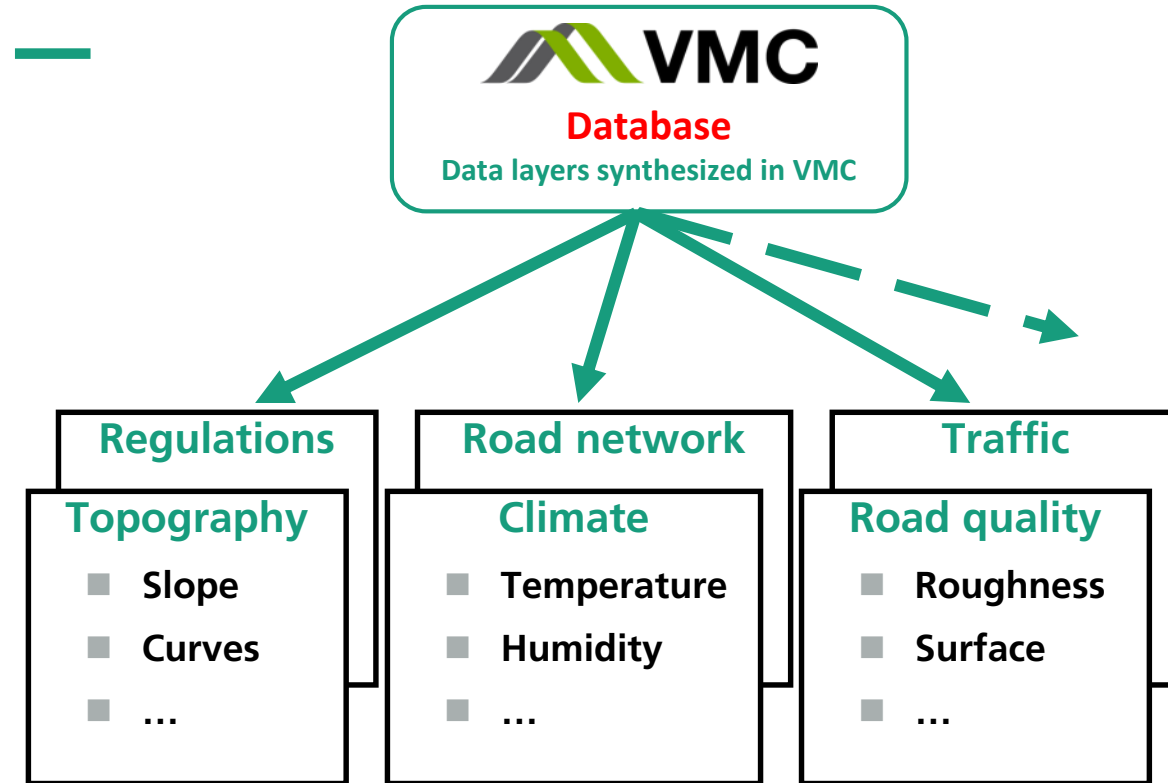 VMC
Database
Data layers synthesized in VMC
Regulations
Topography
Slope
Curves
...
Road network
Climate
Temperature
Humidity
...
Traffic
Road quality
Roughness
Surface
...